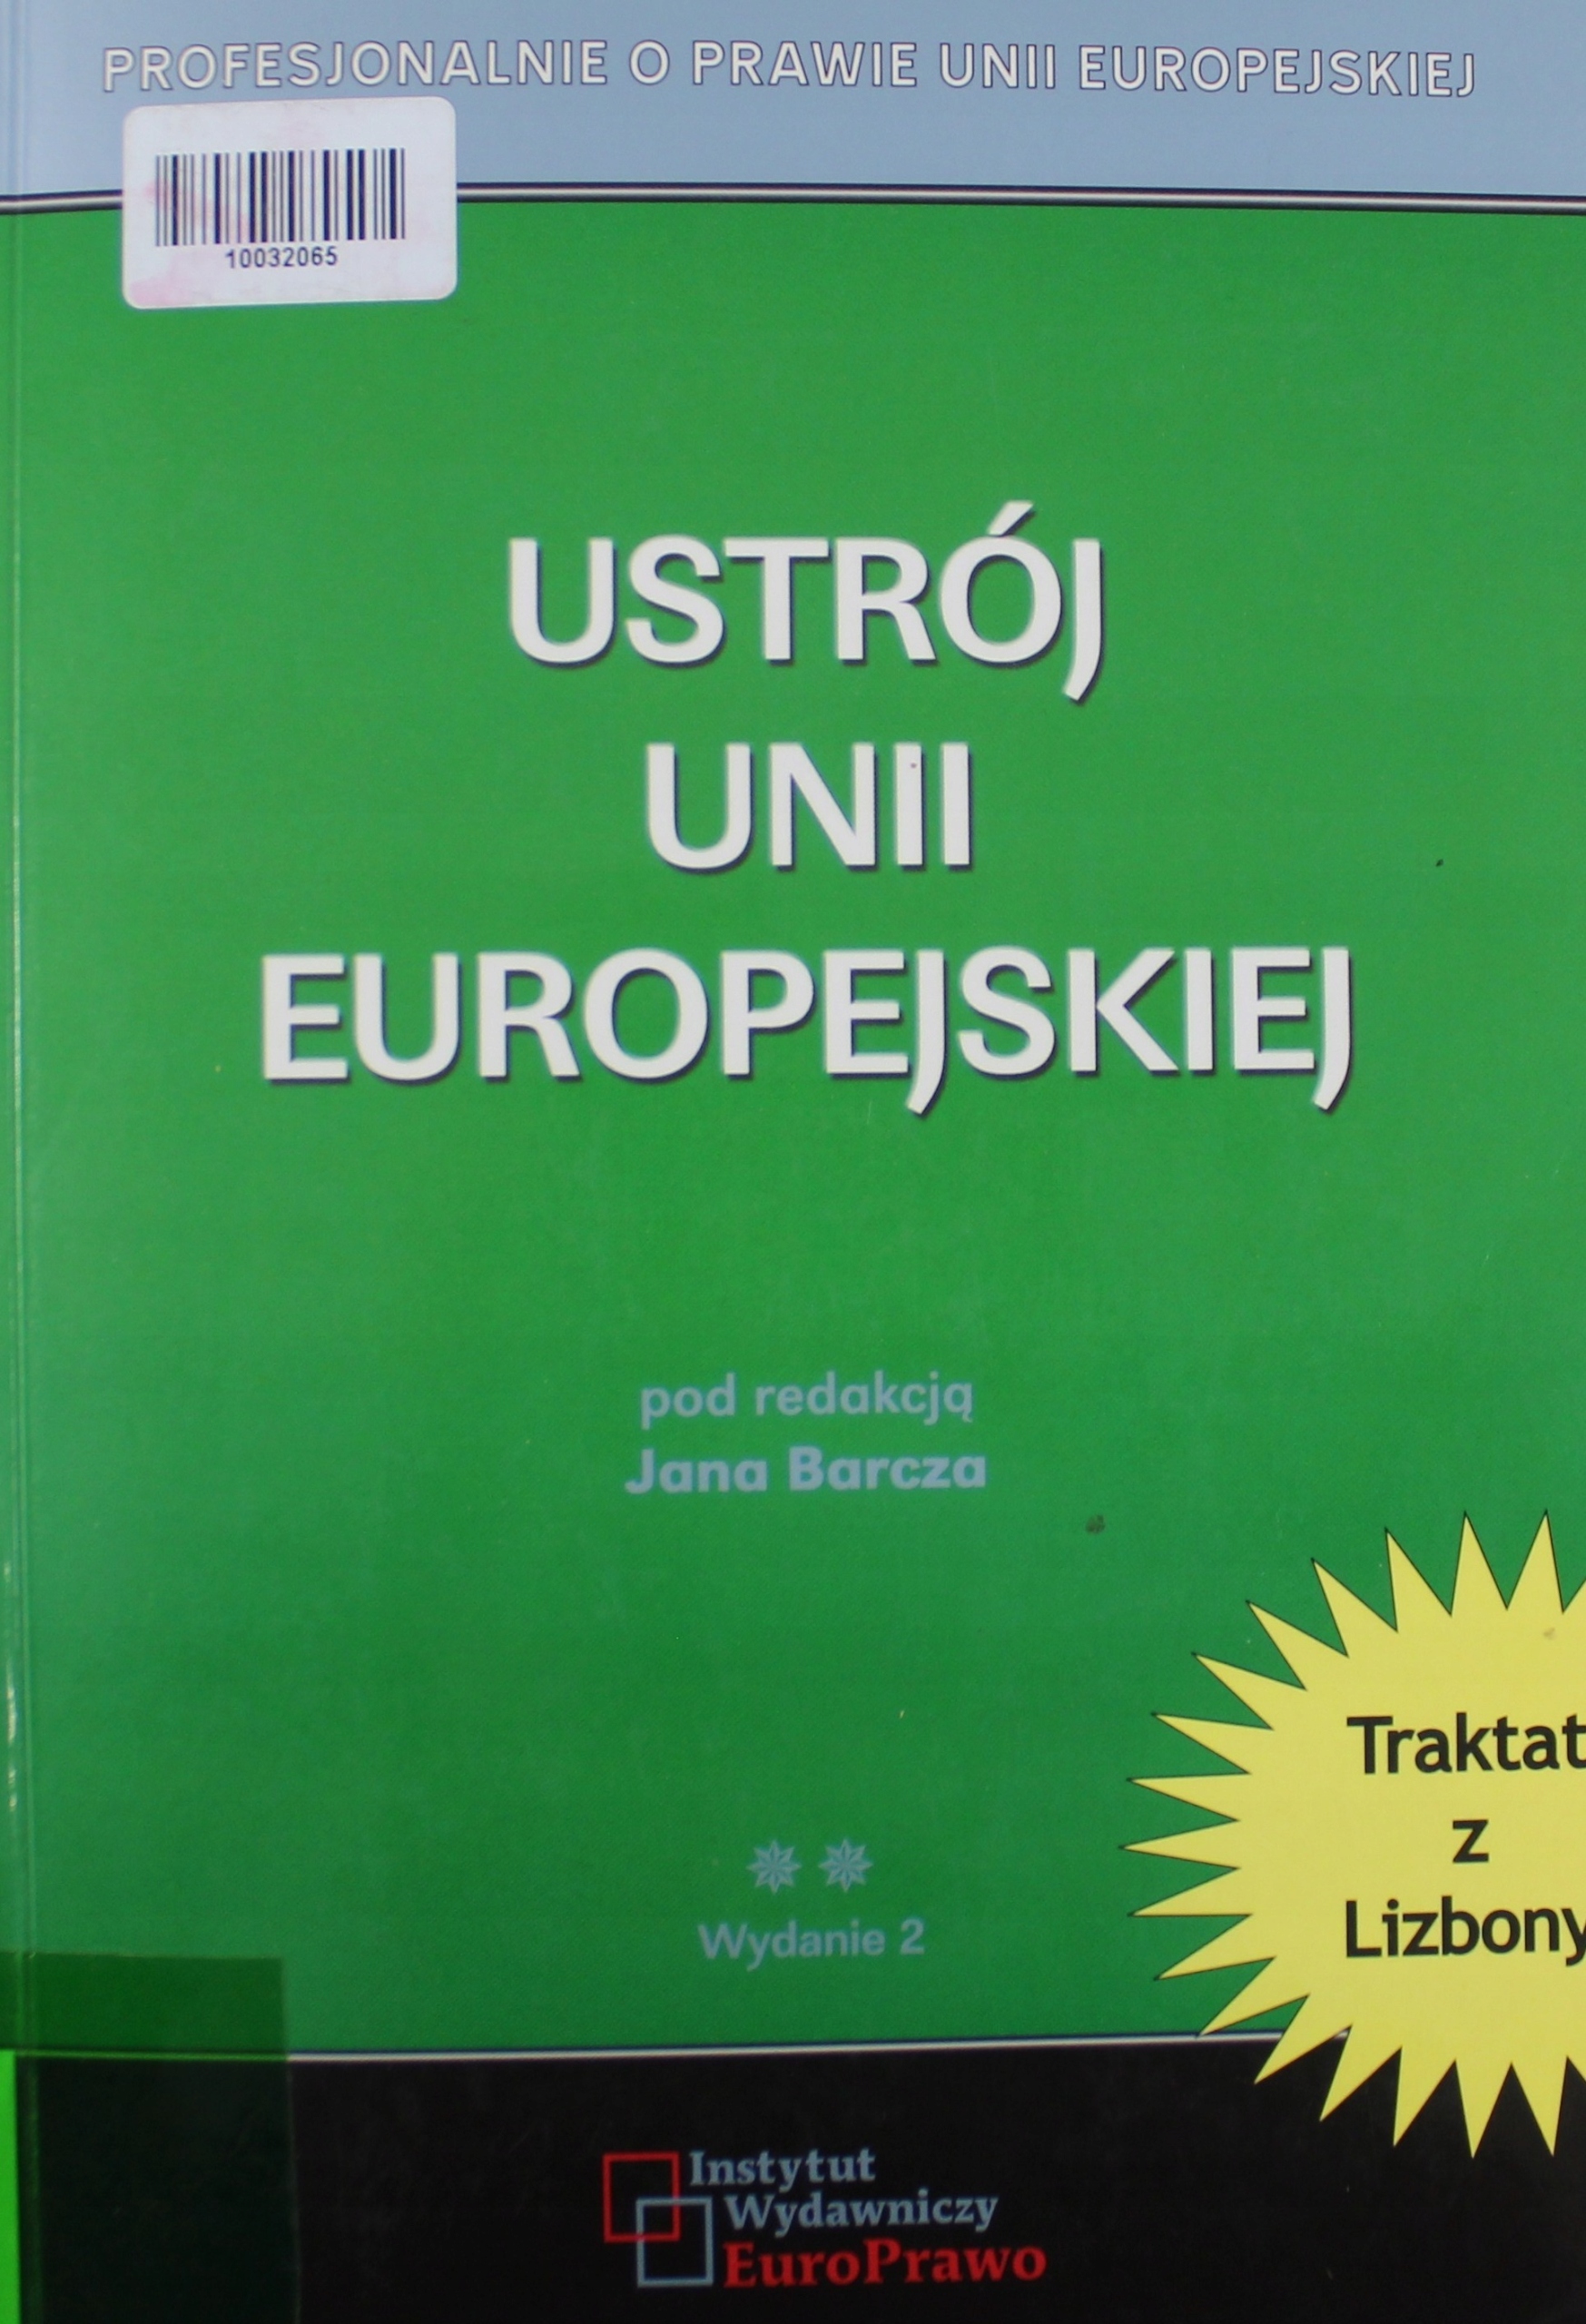 PROFESJONALNIE O PRAWIE UNII EUROPEJSKIEJ
10032065
USTRÓJ
UNII
EUROPEJSKIEJ
pod redakcją
Jana Barcza
Traktat
z
Lizbony
Wydanie 2
Instytut
Wydawniczy
EuroPrawo